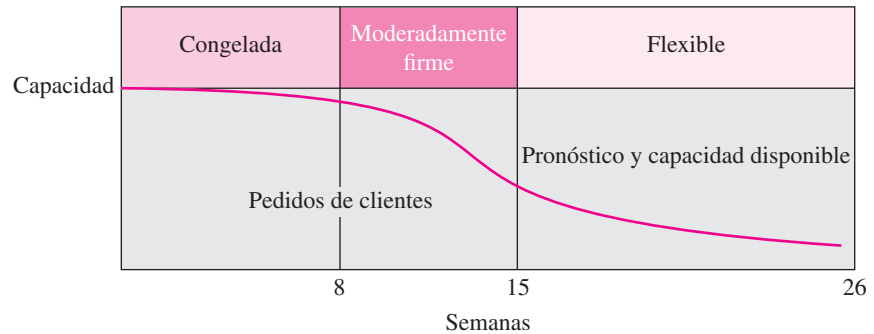 Congelada
Moderadamente
firme
Flexible
Capacidad
Pronóstico y capacidad disponible
Pedidos de clientes
8
15
26
Semanas